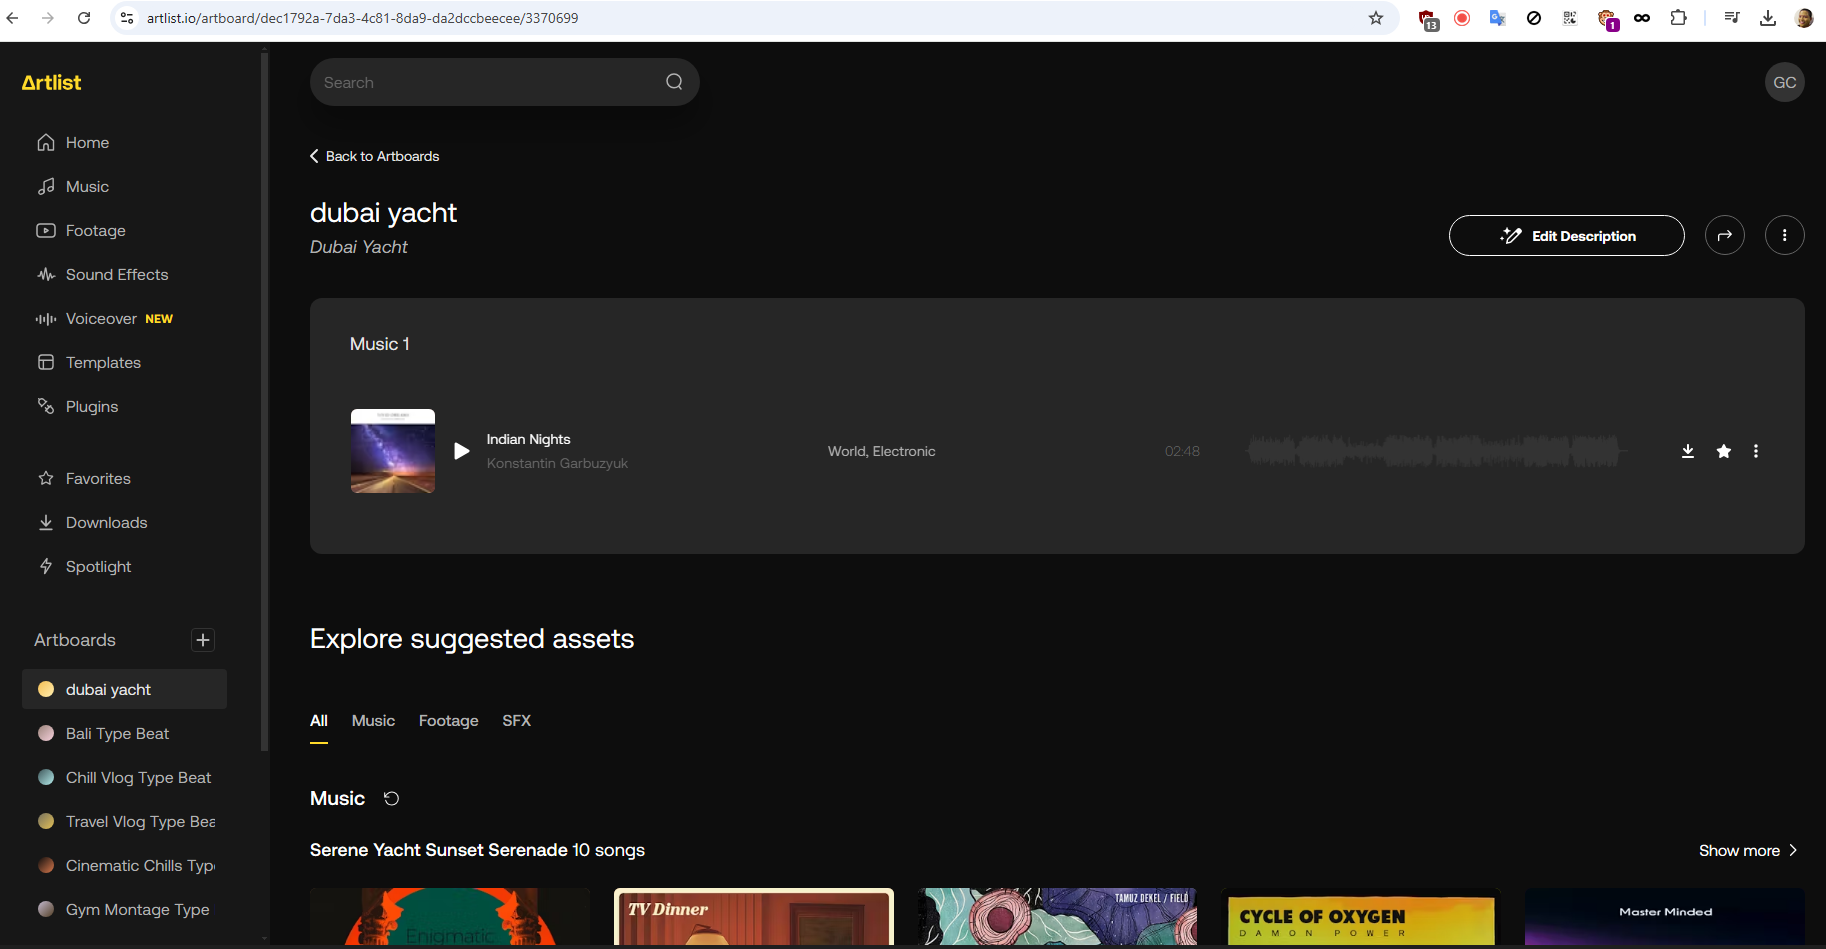 artlist.io/artboard/dec1792a-7da3-4c81-8da9-da2dccbeecee/3370699
13
1
Artlist
Search
GC
Home
Music
Footage
Sound Effects
Voiceover NEW
Templates
Plugins
Favorites
Downloads
Spotlight
Artboards
dubai yacht
Bali Type Beat
Chill Vlog Type Beat
Travel Vlog Type Bea
Cinematic Chills Typ
Gym Montage Type
Back to Artboards
dubai yacht
Dubai Yacht
Edit Description
Music 1
Indian Nights
Konstantin Garbuzyuk
World, Electronic
02:48
Explore suggested assets
All Music Footage SFX
Music
Serene Yacht Sunset Serenade 10 songs
Show more
Enigmatic
TV Dinner
TAMUZ DEKEL / FIELD
CYCLE OF OXYGEN
DAMON POWER
Master Minded